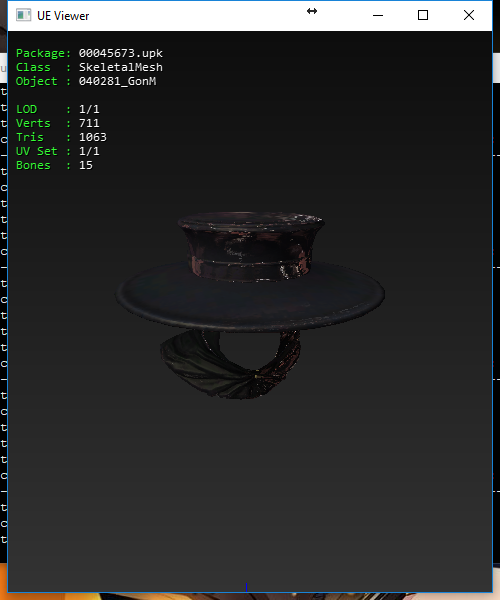 UE Viewer
Package: 00045673.upk
Class : SkeletalMesh
Object : 040281_GonM
LOD : 1/1
Verts : 711
Tris : 1063
UV Set : 1/1
Bones : 15